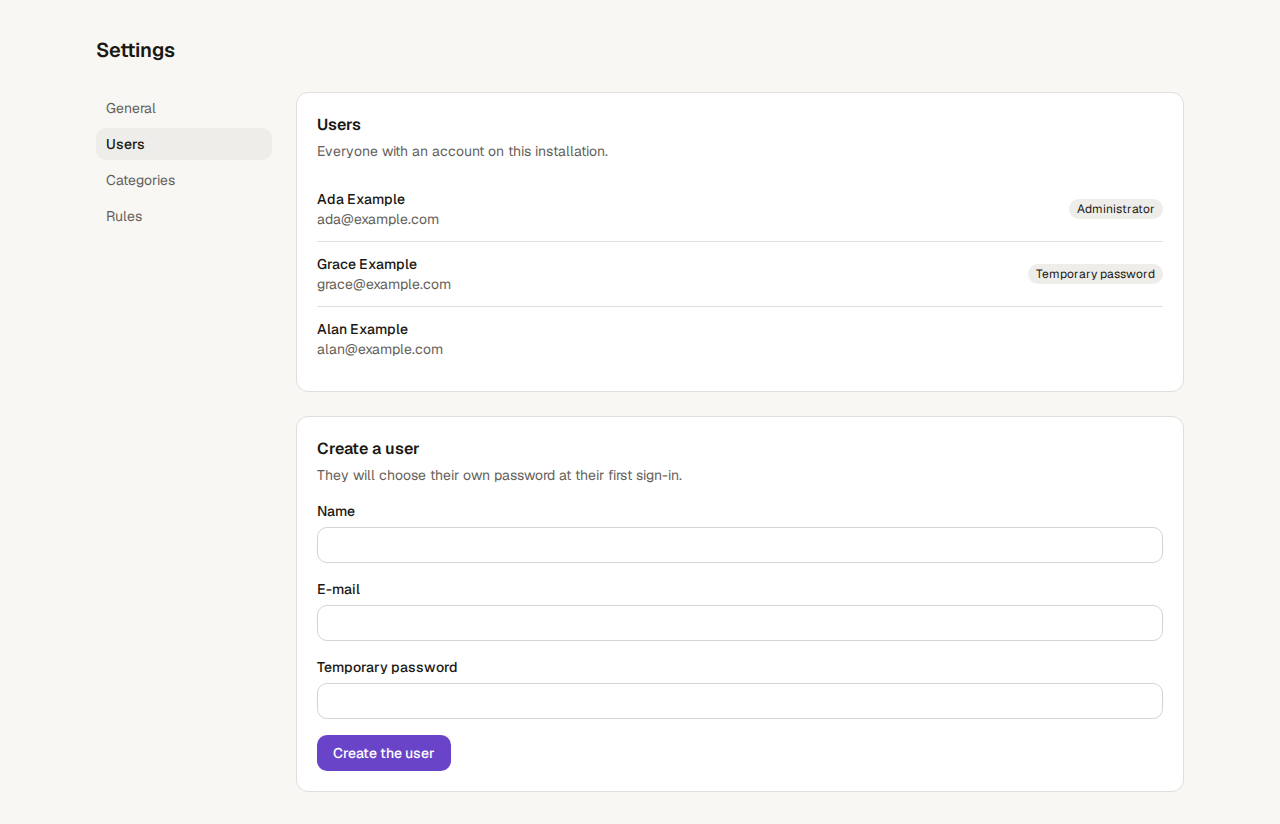 Settings
General
Users
Categories
Rules
Users
Everyone with an account on this installation.
Ada Example
ada@example.com
Administrator
Grace Example
grace@example.com
Temporary password
Alan Example
alan@example.com
Create a user
They will choose their own password at their first sign-in.
Name
E-mail
Temporary password
Create the user